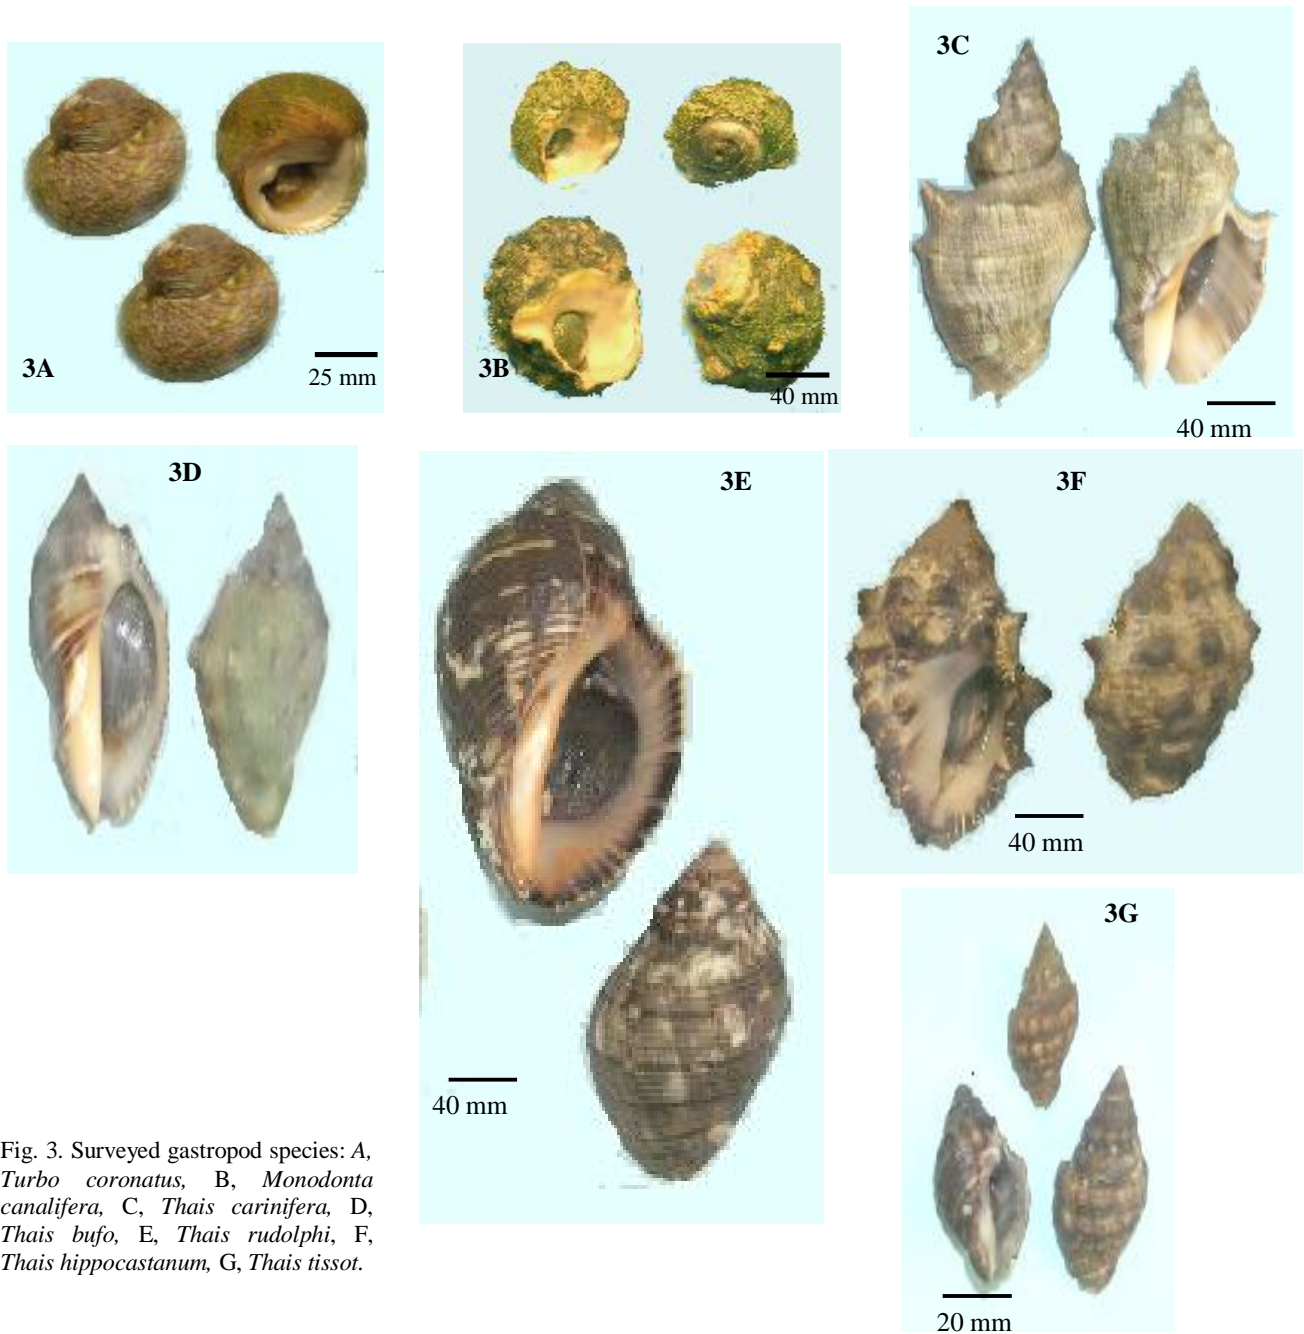 3A
25 mm
3B
40 mm
3C
40 mm
3D
3E
40 mm
3F
40 mm
3G
20 mm
Fig. 3. Surveyed gastropod species: A,
Turbo coronatus, B, Monodonta
canalifera, C, Thais carinifera, D,
Thais bufo, E, Thais rudolphi, F,
Thais hippocastanum, G, Thais tissot.